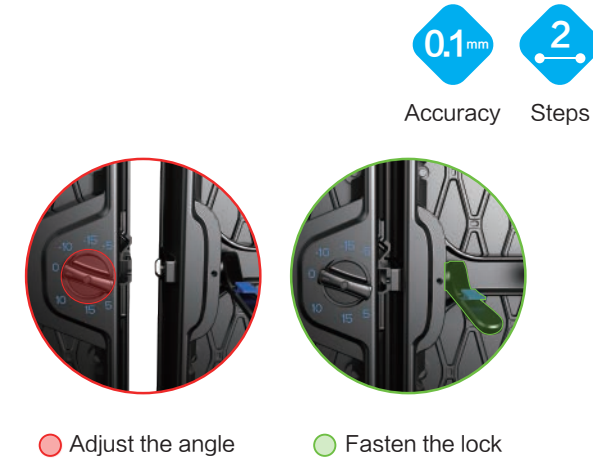 0.1mm
2
Accuracy
Steps
-10 -15 -5
0
10 15 5
-10 -15 -5
0
10 15 5
Adjust the angle
Fasten the lock